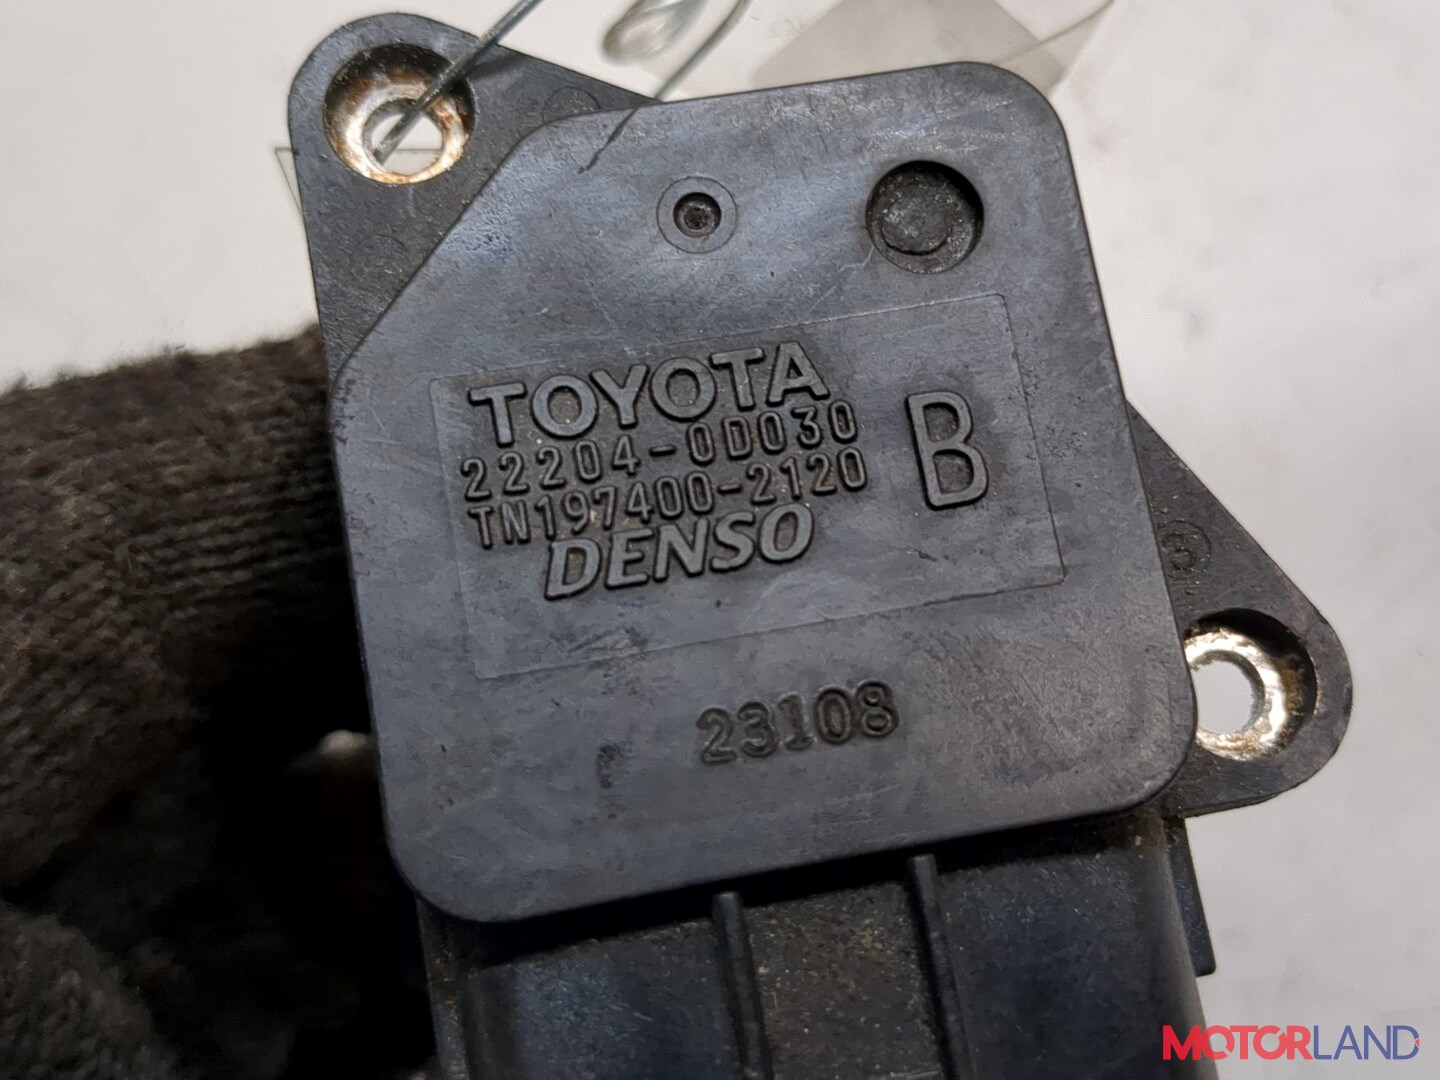 TOYOTA
22204-0D030
TN197400-2120
DENSO
B
23108
MOTORLAND